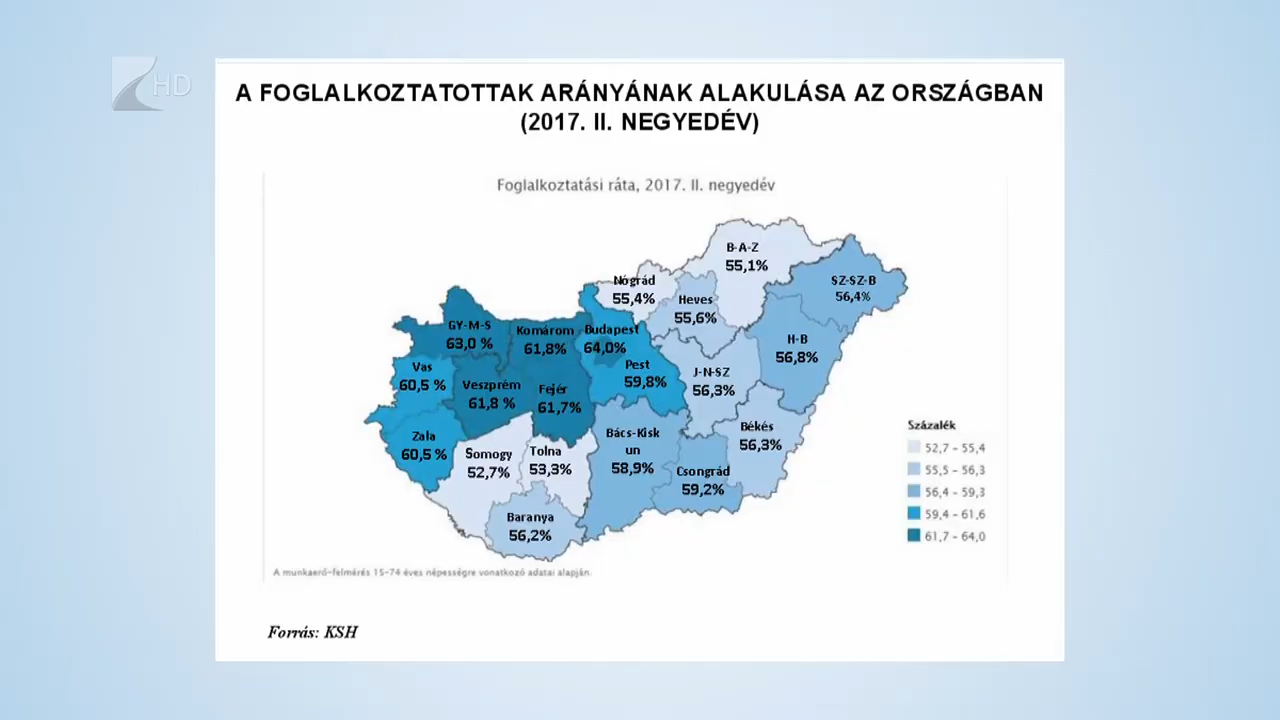 HD
A FOGLALKOZTATOTTAK ARÁNYÁNAK ALAKULÁSA AZ ORSZÁGBAN
(2017. II. NEGYEDÉV)
Foglalkoztatási ráta, 2017. II. negyedév
B-A-Z
55,1%
Nógrád
55,4%
SZ-SZ-B
56,4%
Heves
55,6%
GY-M-S
63,0 %
Komárom
61,8%
Budapest
64,0%
H-B
56,8%
Vas
60,5 %
Veszprém
61,8 %
Fejér
61,7%
Pest
59,8%
J-N-SZ
56,3%
Zala
60,5 %
Somogy
52,7%
Tolna
53,3%
Bács-Kisk
un
58,9%
Csongrád
59,2%
Békés
56,3%
Baranya
56,2%
Százalék
52,7 – 55,4
55,5 – 56,3
56,4 – 59,3
59,4 – 61,6
61,7 – 64,0
A munkaerő-felmérés 15-74 éves népességre vonatkozó adatai alapján.
Forrás: KSH